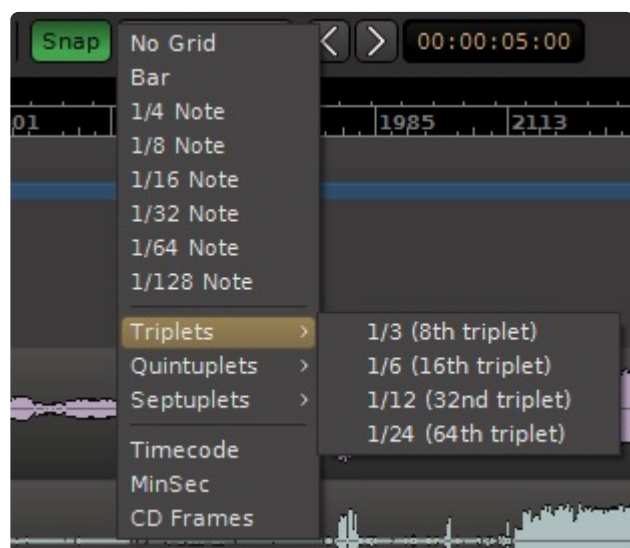 Snap
No Grid
00:00:05:00
Bar
1/4 Note
01
1985
2113
1/8 Note
1/16 Note
1/32 Note
1/64 Note
1/128 Note
Triplets
1/3 (8th triplet)
Quintuplets
1/6 (16th triplet)
Septuplets
1/12 (32nd triplet)
1/24 (64th triplet)
Timecode
MinSec
CD Frames